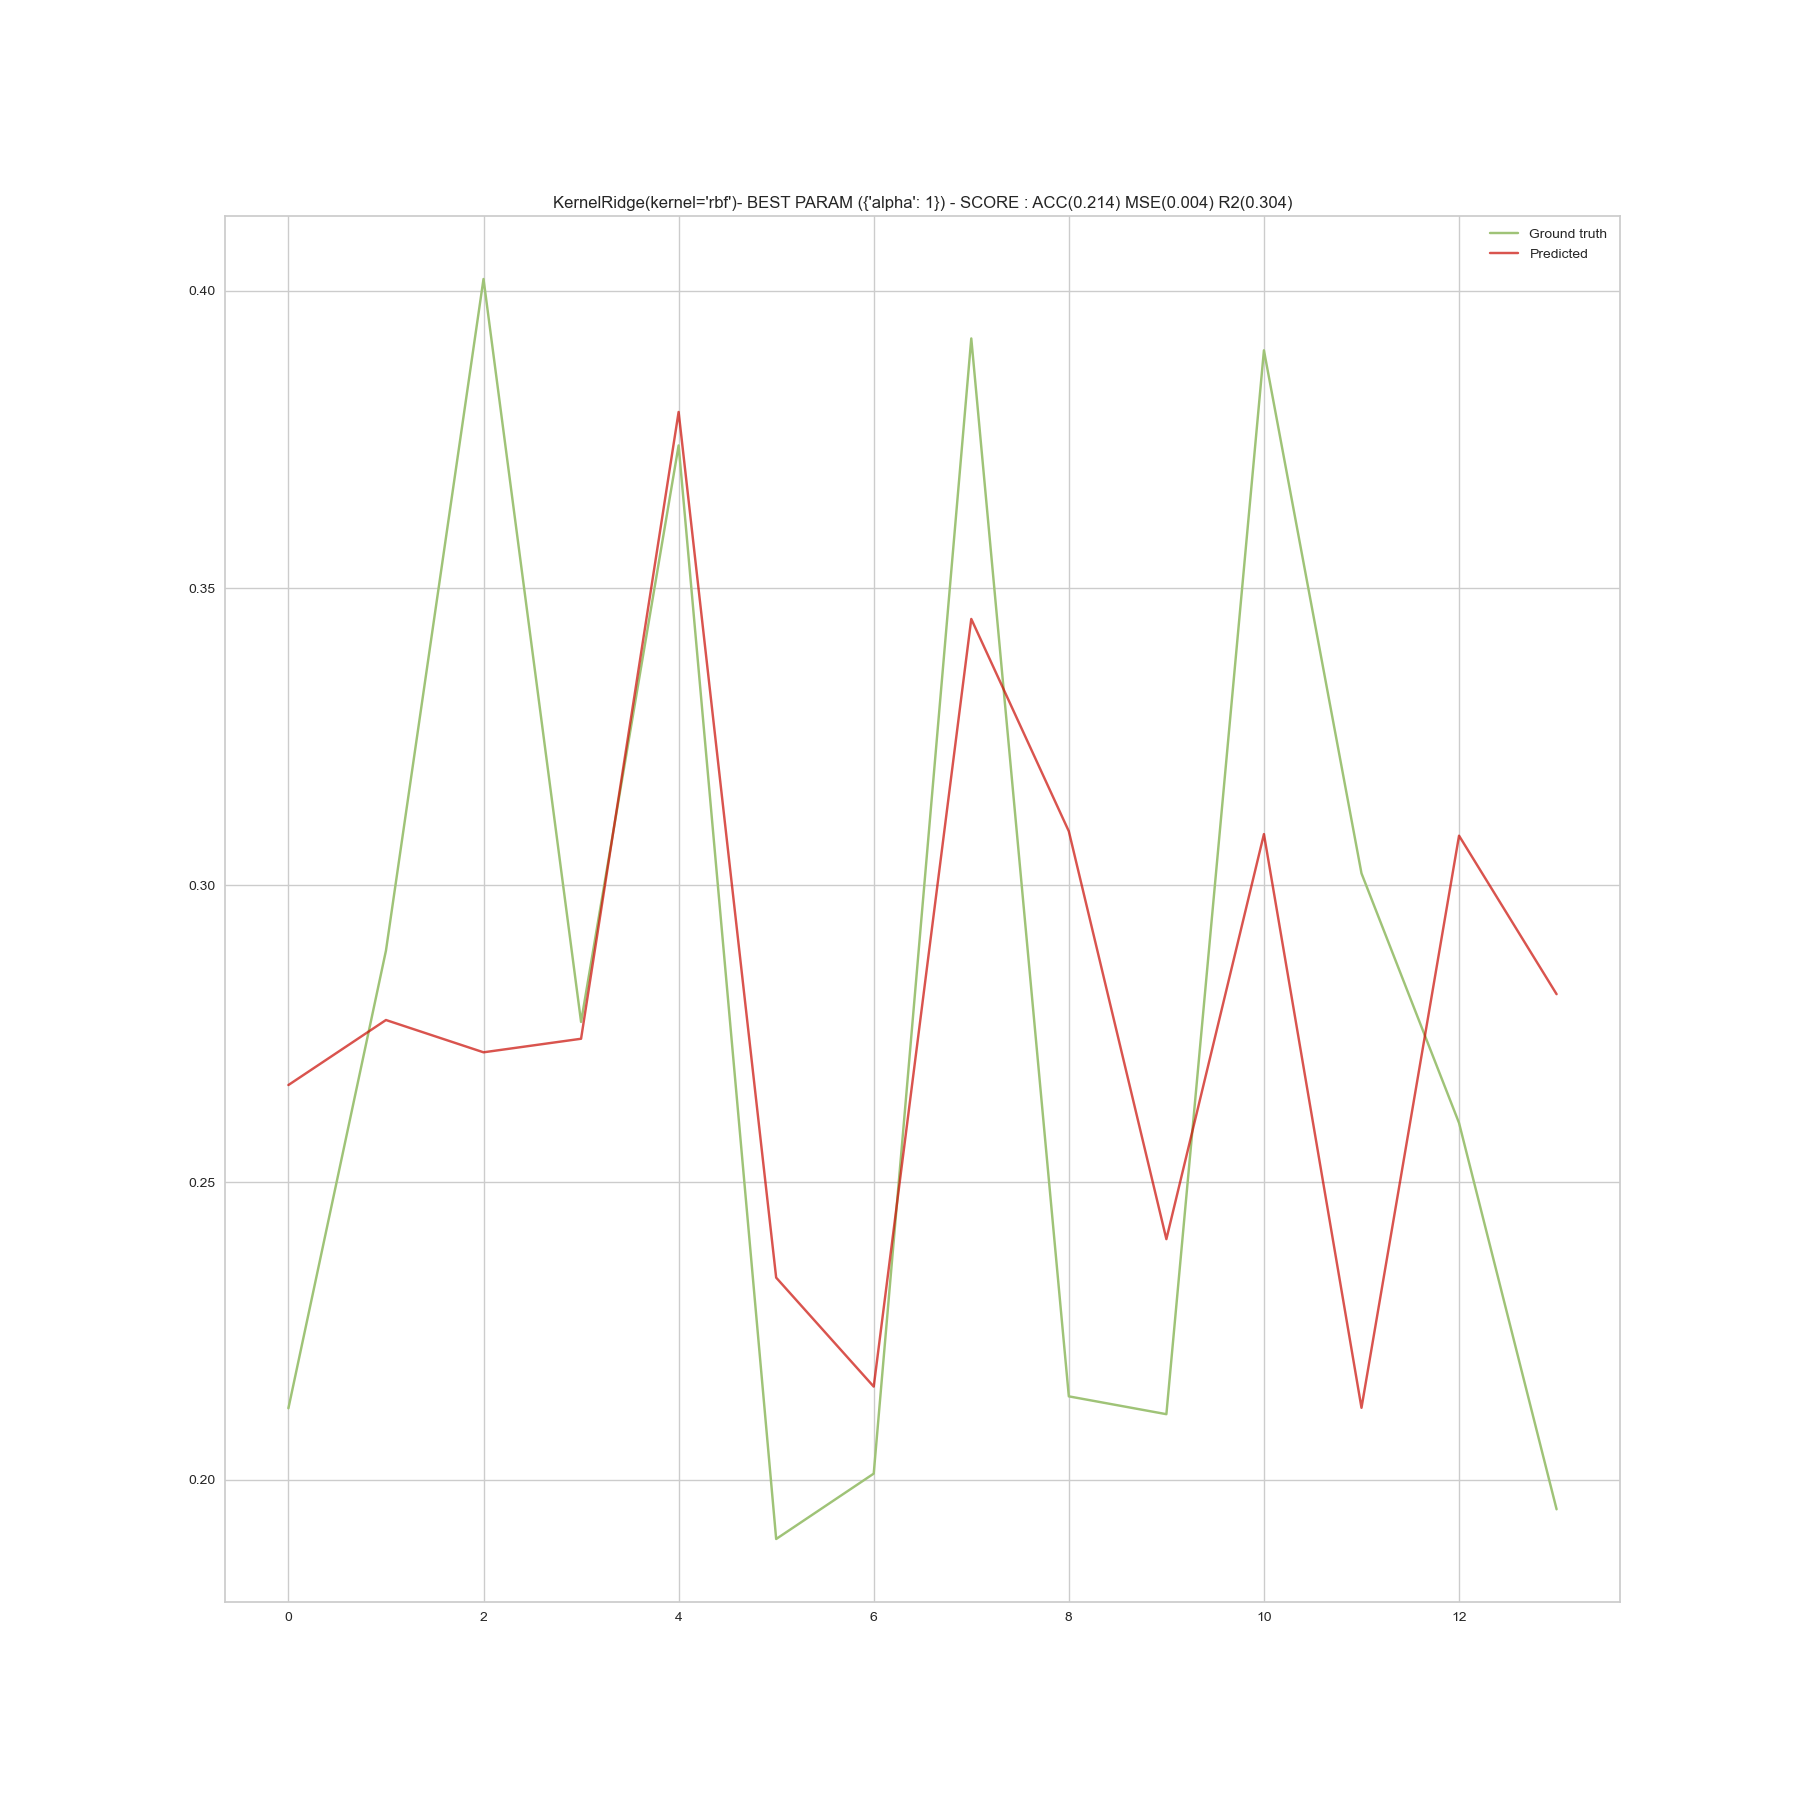 KernelRidge(kernel='rbf')- BEST PARAM ({'alpha': 1}) - SCORE : ACC(0.214) MSE(0.004) R2(0.304)
Ground truth
Predicted
0.40
0.35
0.30
0.25
0.20
0 2 4 6 8 10 12